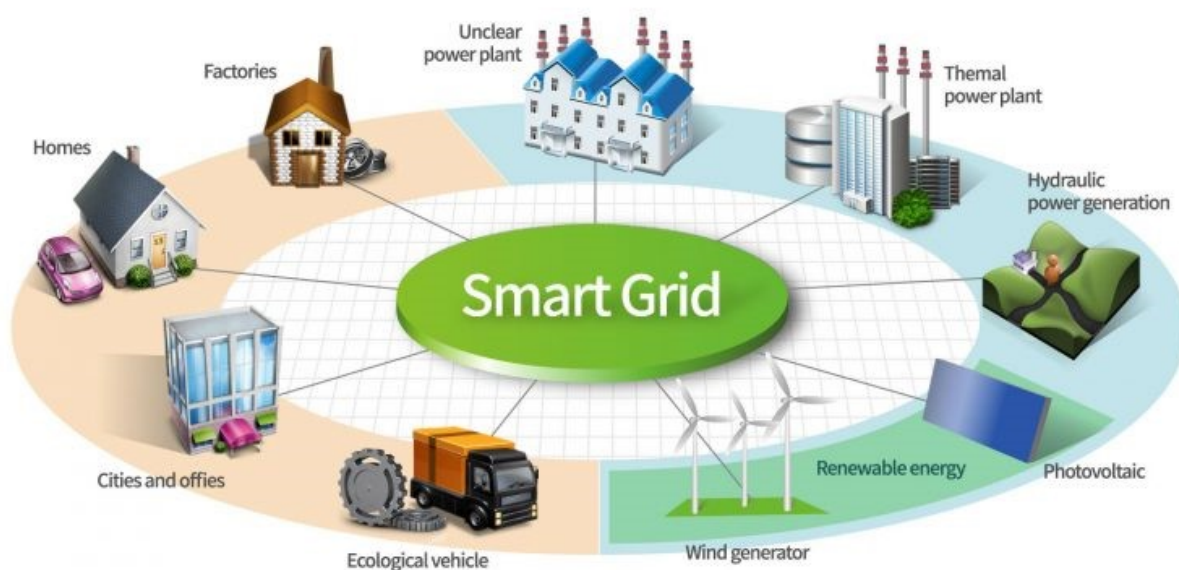 Unclear
power plant
Themal
power plant
Factories
Homes
Hydraulic
power generation
Smart Grid
Cities and offies
Renewable energy
Photovoltaic
Wind generator
Ecological vehicle